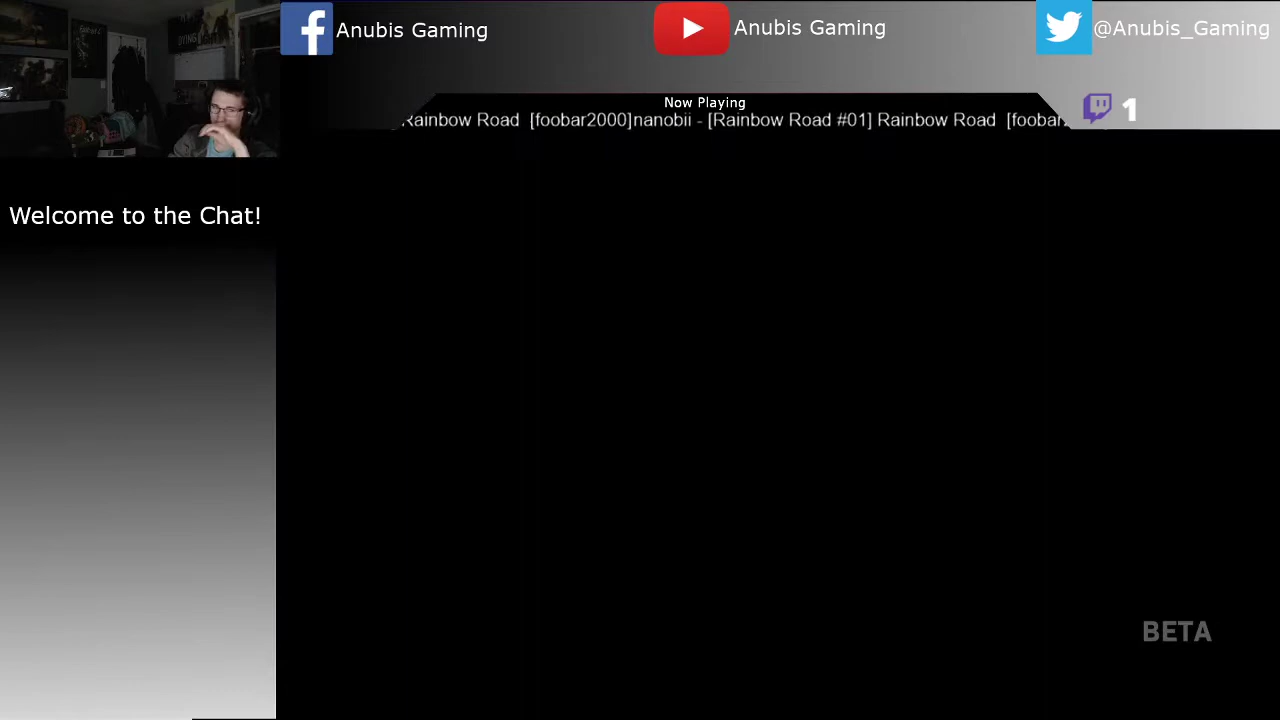 Anubis Gaming
Anubis Gaming
@Anubis_Gaming
Now Playing
Rainbow Road [foobar2000]nanobii - [Rainbow Road #01] Rainbow Road [foobar
1
Welcome to the Chat!
BETA